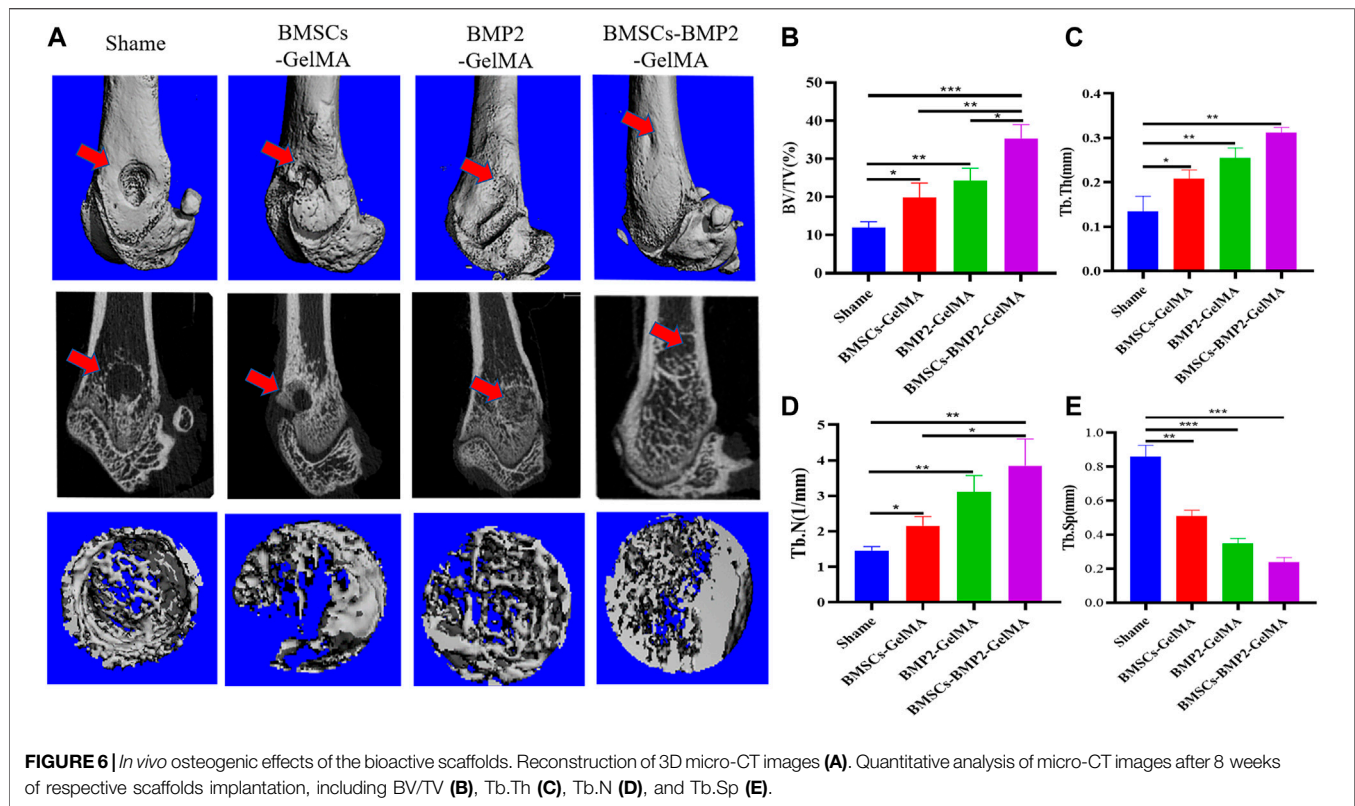 A
Shame
BMSCs
-GelMA
BMP2
-GelMA
BMSCs-BMP2
-GelMA
B
BV/TV(%)
50
40
30
20
10
0
***
**
*
**
*
Shame
BMSCs-GelMA
BMP2-GelMA
BMSCs-BMP2-GelMA
C
Tb.Th(mm)
0.4
0.3
0.2
0.1
0.0
**
**
*
Shame
BMSCs-GelMA
BMP2-GelMA
BMSCs-BMP2-GelMA
D
Tb.N(1/mm)
5
4
3
2
1
0
**
*
**
*
Shame
BMSCs-GelMA
BMP2-GelMA
BMSCs-BMP2-GelMA
E
Tb.Sp(mm)
1.0
0.8
0.6
0.4
0.2
0.0
***
***
**
Shame
BMSCs-GelMA
BMP2-GelMA
BMSCs-BMP2-GelMA
FIGURE 6 | In vivo osteogenic effects of the bioactive scaffolds. Reconstruction of 3D micro-CT images (A). Quantitative analysis of micro-CT images after 8 weeks
of respective scaffolds implantation, including BV/TV (B), Tb.Th (C), Tb.N (D), and Tb.Sp (E).